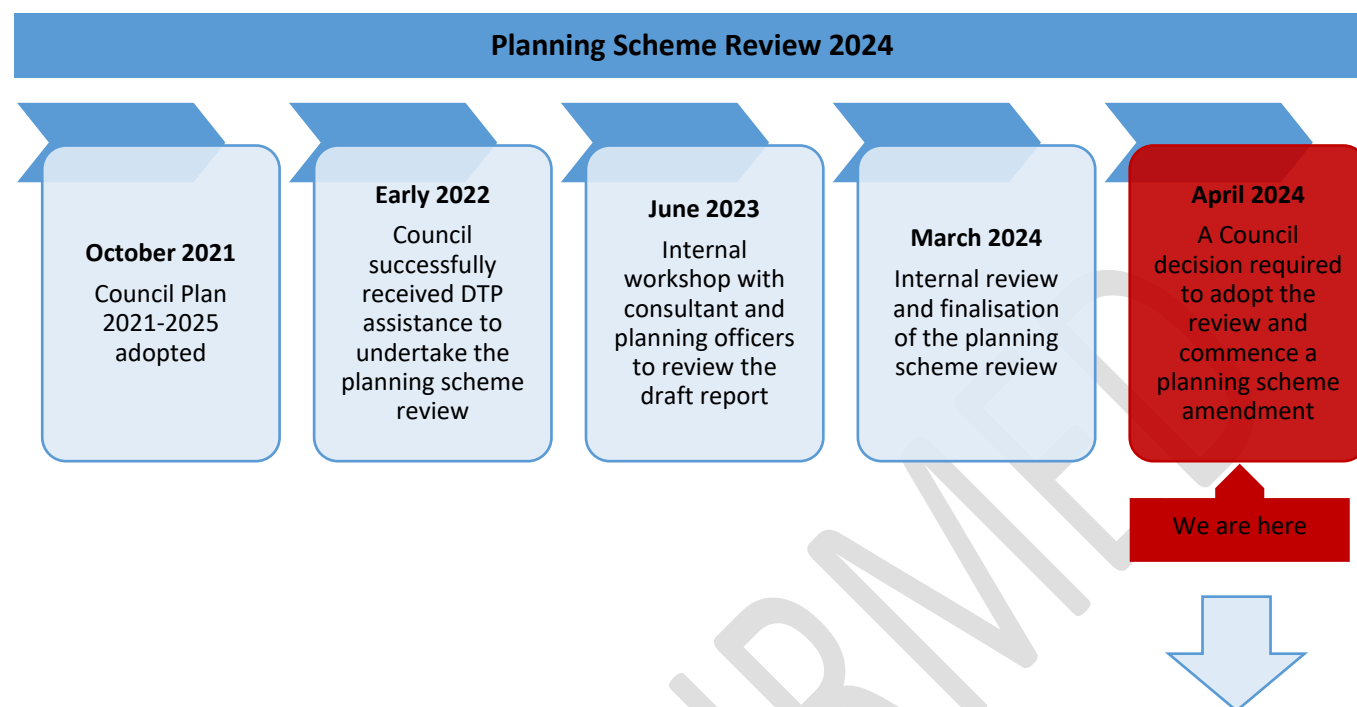 Planning Scheme Review 2024
October 2021
Council Plan
2021-2025
adopted
Early 2022
Council
successfully
received DTP
assistance to
undertake the
planning scheme
review
June 2023
Internal
workshop with
consultant and
planning officers
to review the
draft report
March 2024
Internal review
and finalisation
of the planning
scheme review
April 2024
A Council
decision required
to adopt the
review and
commence a
planning scheme
amendment
We are here